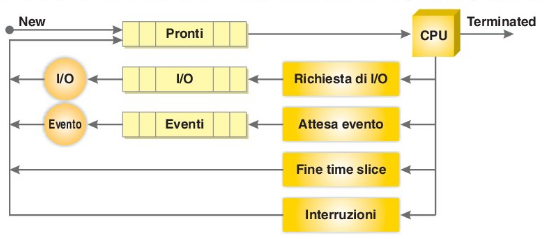 New
Terminated
Pronti
CPU
I/O
I/O
Richiesta di I/O
Evento
Eventi
Attesa evento
Fine time slice
Interruzioni